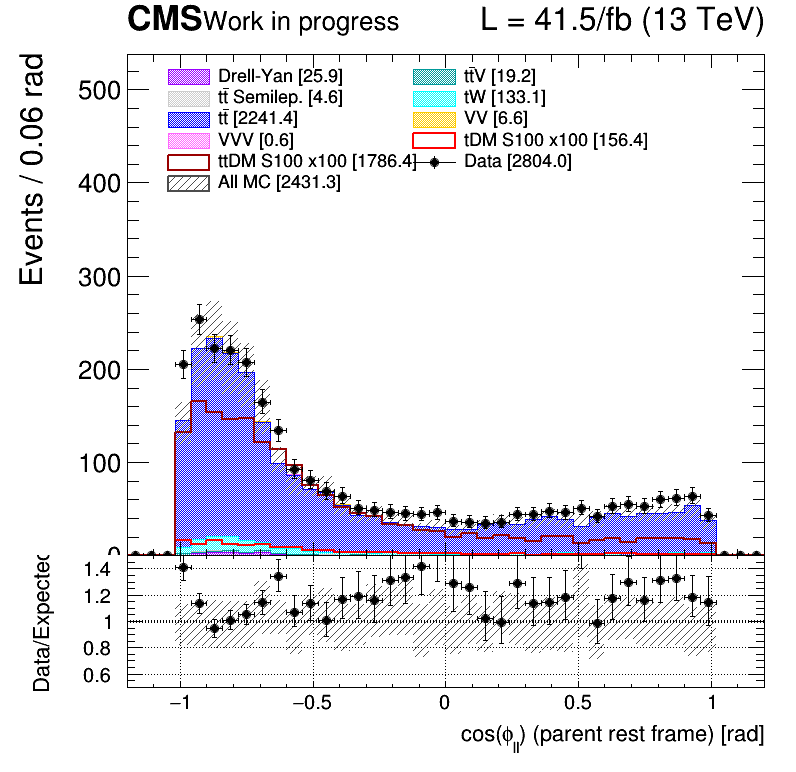 CMS Work in progress L = 41.5/fb (13 TeV)
Events / 0.06 rad
500
400
300
200
100
0
Drell-Yan [25.9]
tt̄V [19.2]
tt̄ Semilep. [4.6]
tW [133.1]
tt̄ [2241.4]
VV [6.6]
VVV [0.6]
tDM S100 x100 [156.4]
ttDM S100 x100 [1786.4]
Data [2804.0]
All MC [2431.3]
Data/Expected
1.4
1.2
1
0.8
0.6
−1 −0.5 0 0.5 1
cos(ϕ_ll) (parent rest frame) [rad]